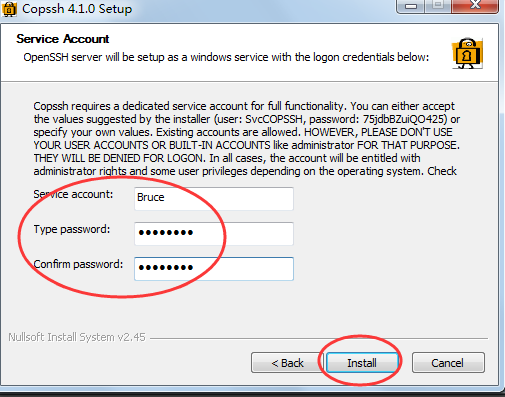 Copssh 4.1.0 Setup
Service Account
OpenSSH server will be setup as a windows service with the logon credentials below:
Copssh requires a dedicated service account for full functionality. You can either accept
the values suggested by the installer (user: SvcCOPSSH, password: 75jdbBZuiQO425) or
specify your own values. Existing accounts are allowed. HOWEVER, PLEASE DON'T USE
YOUR USER ACCOUNTS OR BUILT-IN ACCOUNTS like administrator FOR THAT PURPOSE.
THEY WILL BE DENIED FOR LOGON. In all cases, the account will be entitled with
administrator rights and some user privileges depending on the operating system. Check
Service account: Bruce
Type password: ●●●●●●●●
Confirm password: ●●●●●●●●
Nullsoft Install System v2.45
< Back Install Cancel